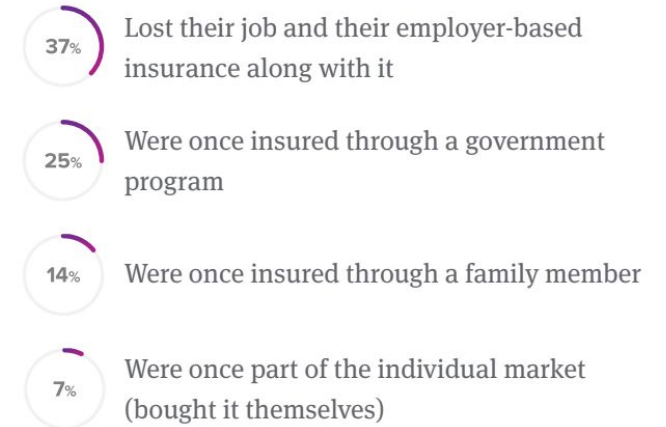 37%
Lost their job and their employer-based
insurance along with it
25%
Were once insured through a government
program
14%
Were once insured through a family member
7%
Were once part of the individual market
(bought it themselves)